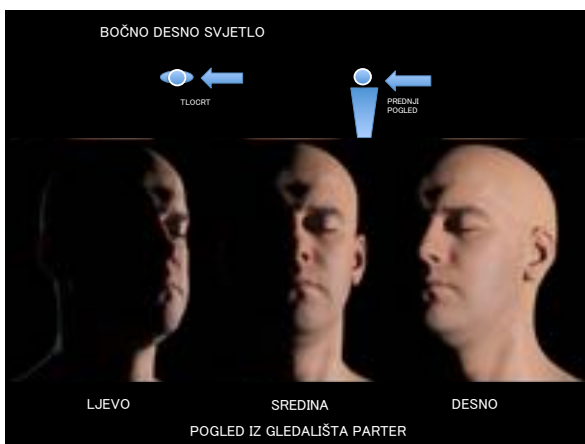 BOČNO DESNO SVJETLO
TLOCRT
PREDNJI
POGLED
LJEVO
SREDINA
DESNO
POGLED IZ GLEDALIŠTA PARTER